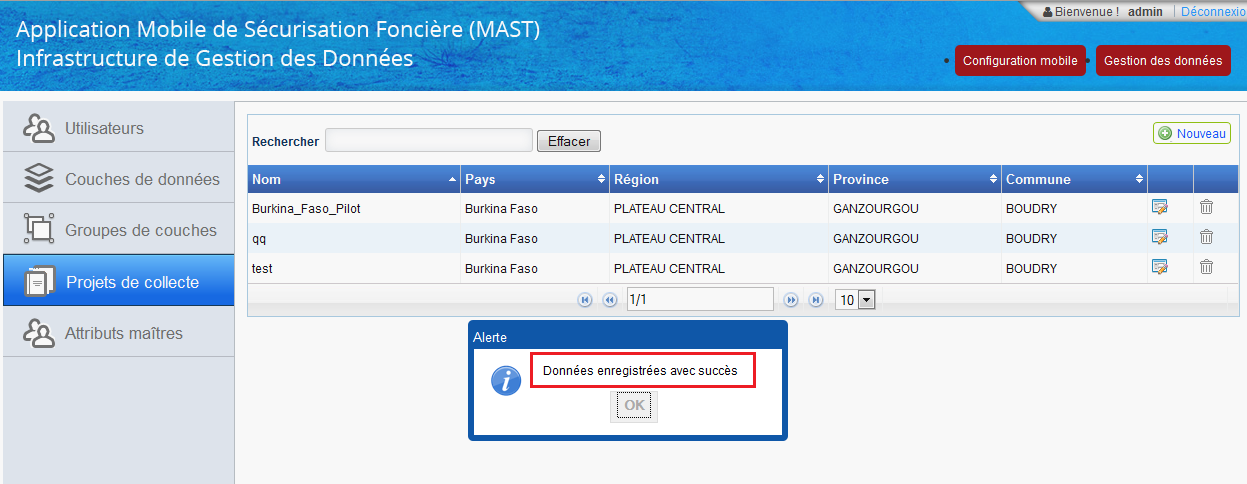 Application Mobile de Sécurisation Foncière (MAST)
Infrastructure de Gestion des Données
Bienvenue ! admin Déconnexio
Configuration mobile
Gestion des données
Utilisateurs
Couches de données
Groupes de couches
Projets de collecte
Attributs maîtres
Rechercher Effacer
Nouveau
Nom Pays Région Province Commune
Burkina_Faso_Pilot Burkina Faso PLATEAU CENTRAL GANZOURGOU BOUDRY
qq Burkina Faso PLATEAU CENTRAL GANZOURGOU BOUDRY
test Burkina Faso PLATEAU CENTRAL GANZOURGOU BOUDRY
1/1 10
Alerte
Données enregistrées avec succès
OK